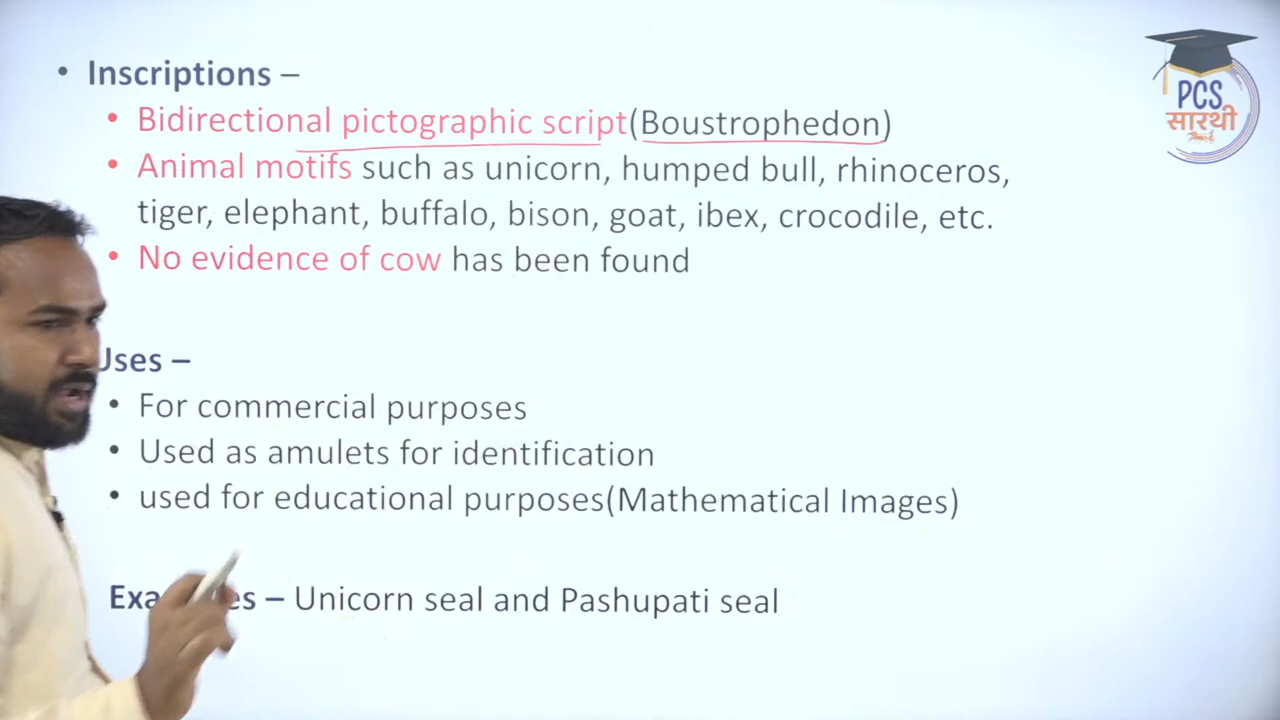 • Inscriptions –
• Bidirectional pictographic script(Boustrophedon)
• Animal motifs such as unicorn, humped bull, rhinoceros,
tiger, elephant, buffalo, bison, goat, ibex, crocodile, etc.
• No evidence of cow has been found
Uses –
• For commercial purposes
• Used as amulets for identification
• used for educational purposes(Mathematical Images)
– Unicorn seal and Pashupati seal
PCS
सारथी